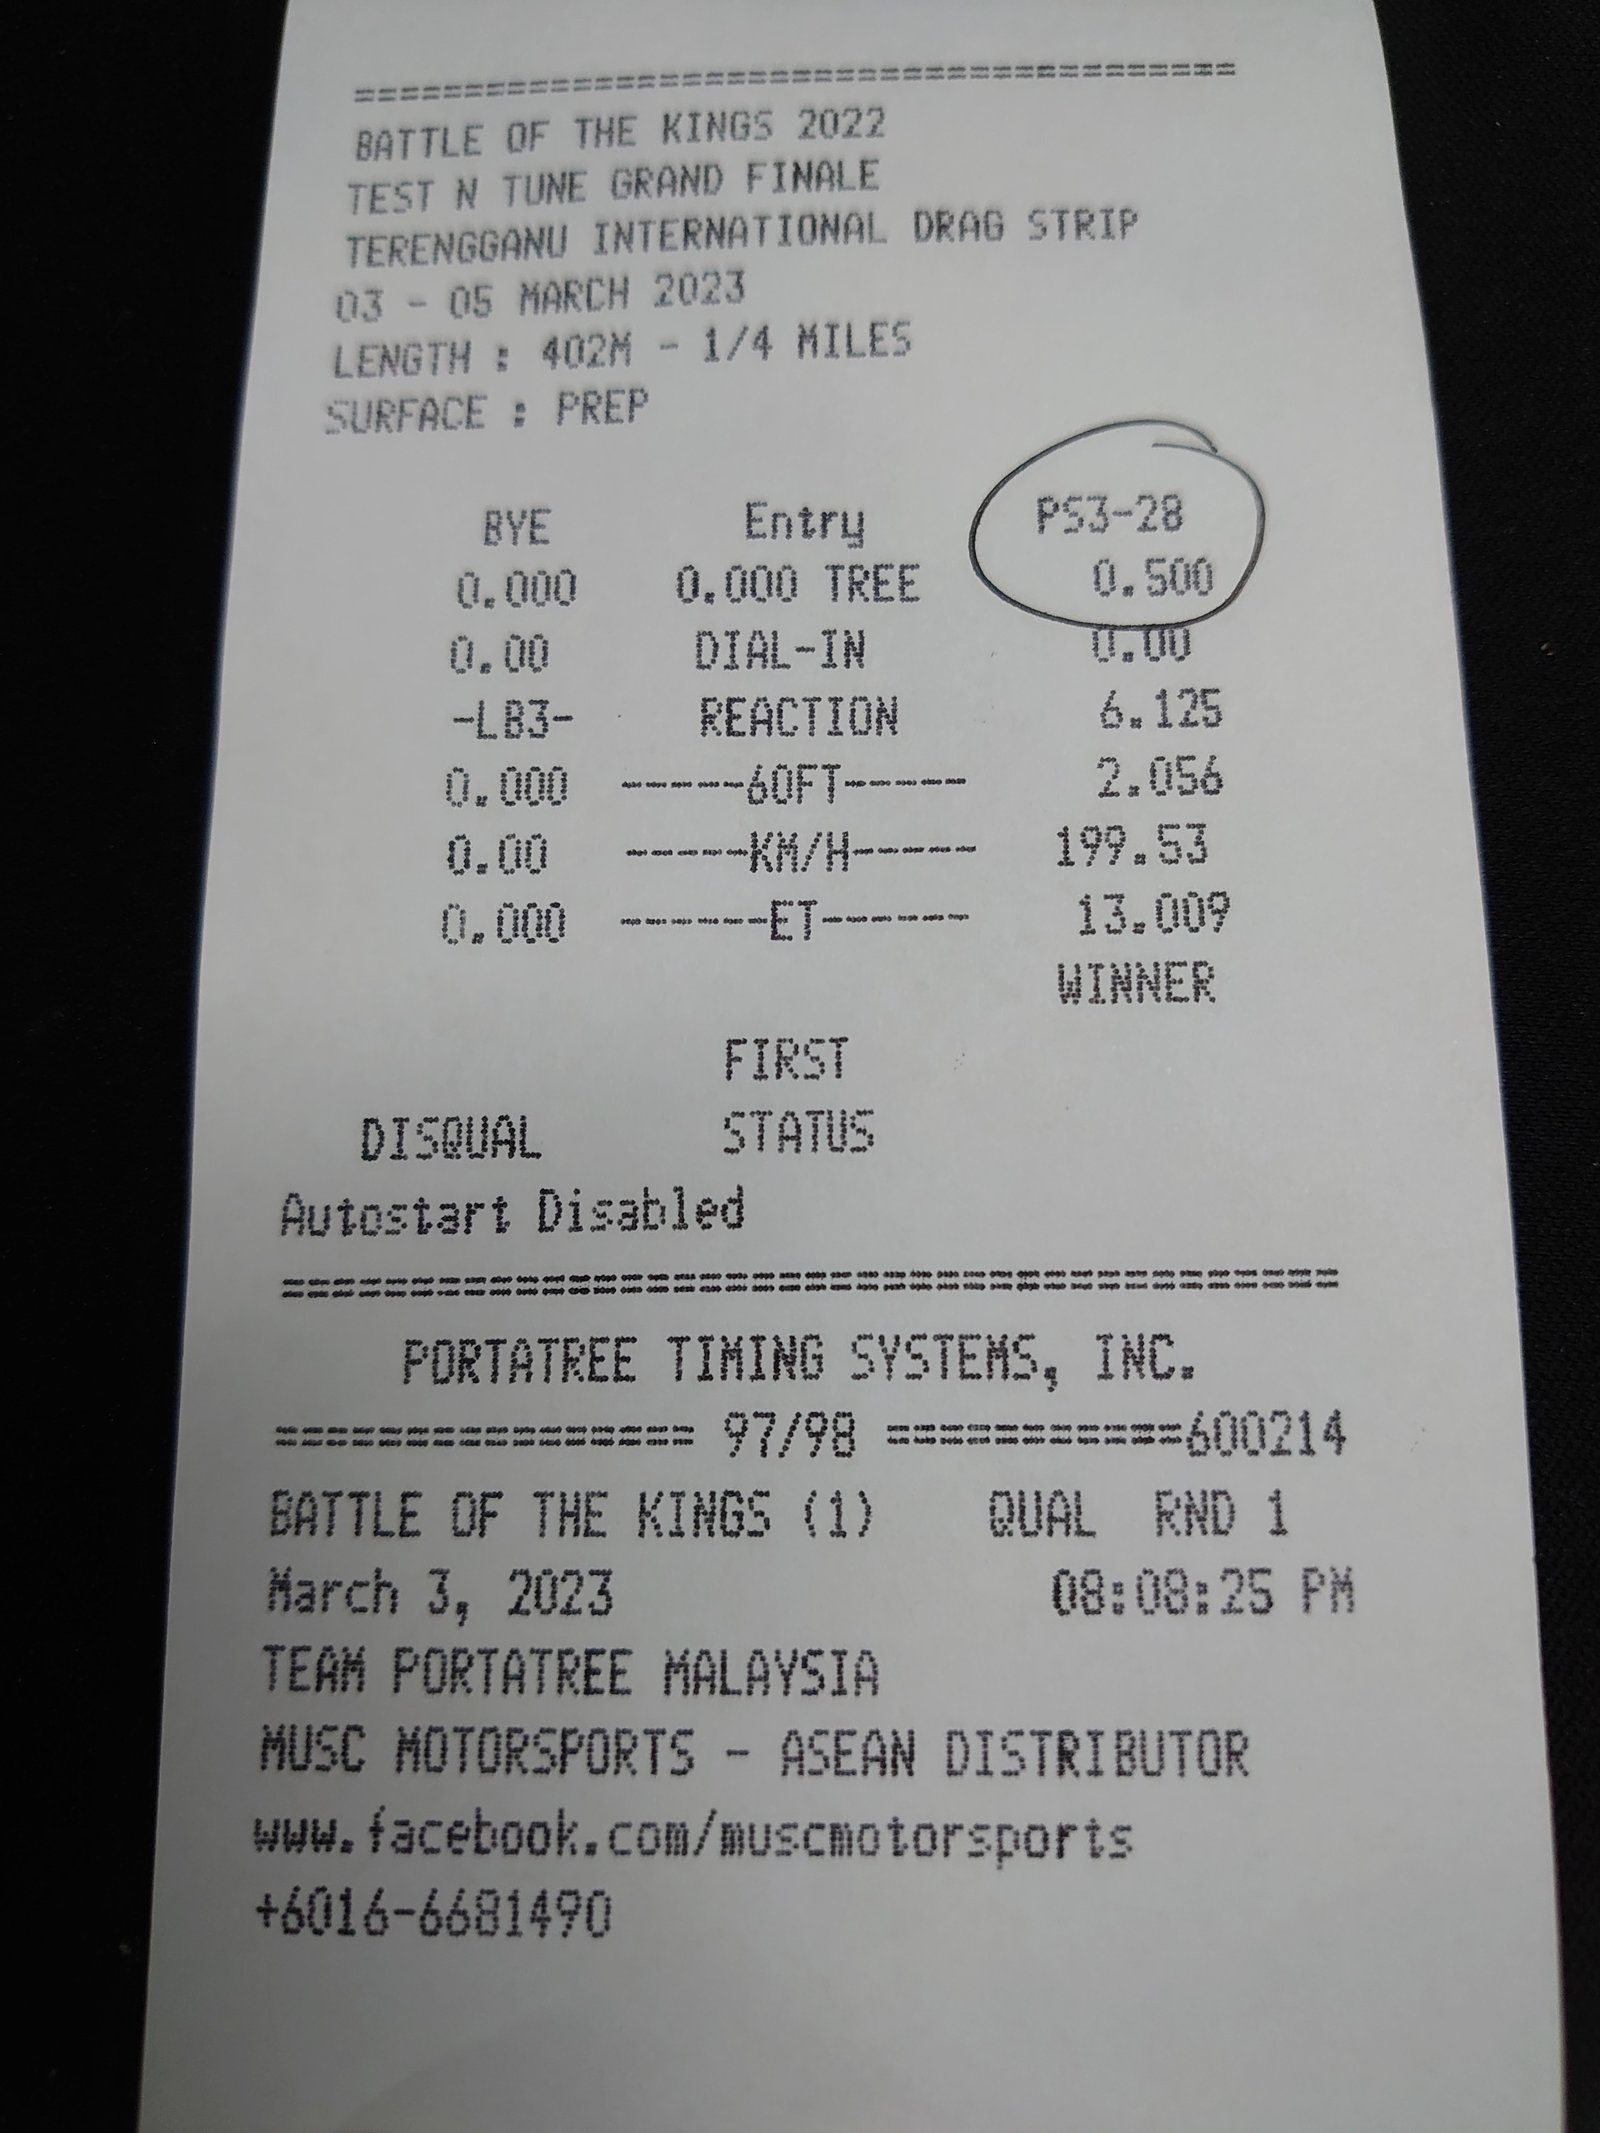 ========================================
BATTLE OF THE KINGS 2022
TEST N TUNE GRAND FINALE
TERENGGANU INTERNATIONAL DRAG STRIP
03 - 05 MARCH 2023
LENGTH : 402M - 1/4 MILES
SURFACE : PREP
BYE Entry PS3-28
0.000 0.000 TREE 0.500
0.00 DIAL-IN 0.00
-LB3- REACTION 6.125
0.000 -----60FT----- 2.056
0.00 -----KM/H----- 199.53
0.000 ------ET------ 13.009
WINNER
FIRST
DISQUAL STATUS
Autostart Disabled
========================================
PORTATREE TIMING SYSTEMS, INC.
================ 97/98 ===========600214
BATTLE OF THE KINGS (1) QUAL RND 1
March 3, 2023 08:08:25 PM
TEAM PORTATREE MALAYSIA
MUSC MOTORSPORTS - ASEAN DISTRIBUTOR
www.facebook.com/muscmotorsports
+6016-6681490